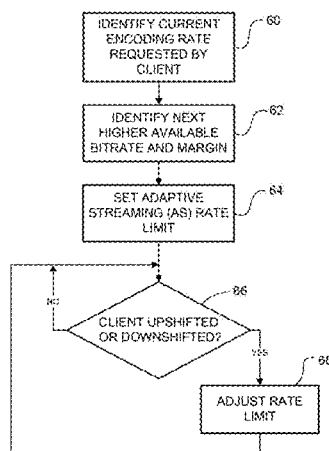 IDENTIFY CURRENT
ENCODING RATE
REQUESTED BY
CLIENT
60
IDENTIFY NEXT
HIGHER AVAILABLE
BITRATE AND MARGIN
62
SET ADAPTIVE
STREAMING (AS) RATE
LIMIT
64
66
NO
CLIENT UPSHIFTED
OR DOWNSHIFTED?
YES
ADJUST RATE
LIMIT